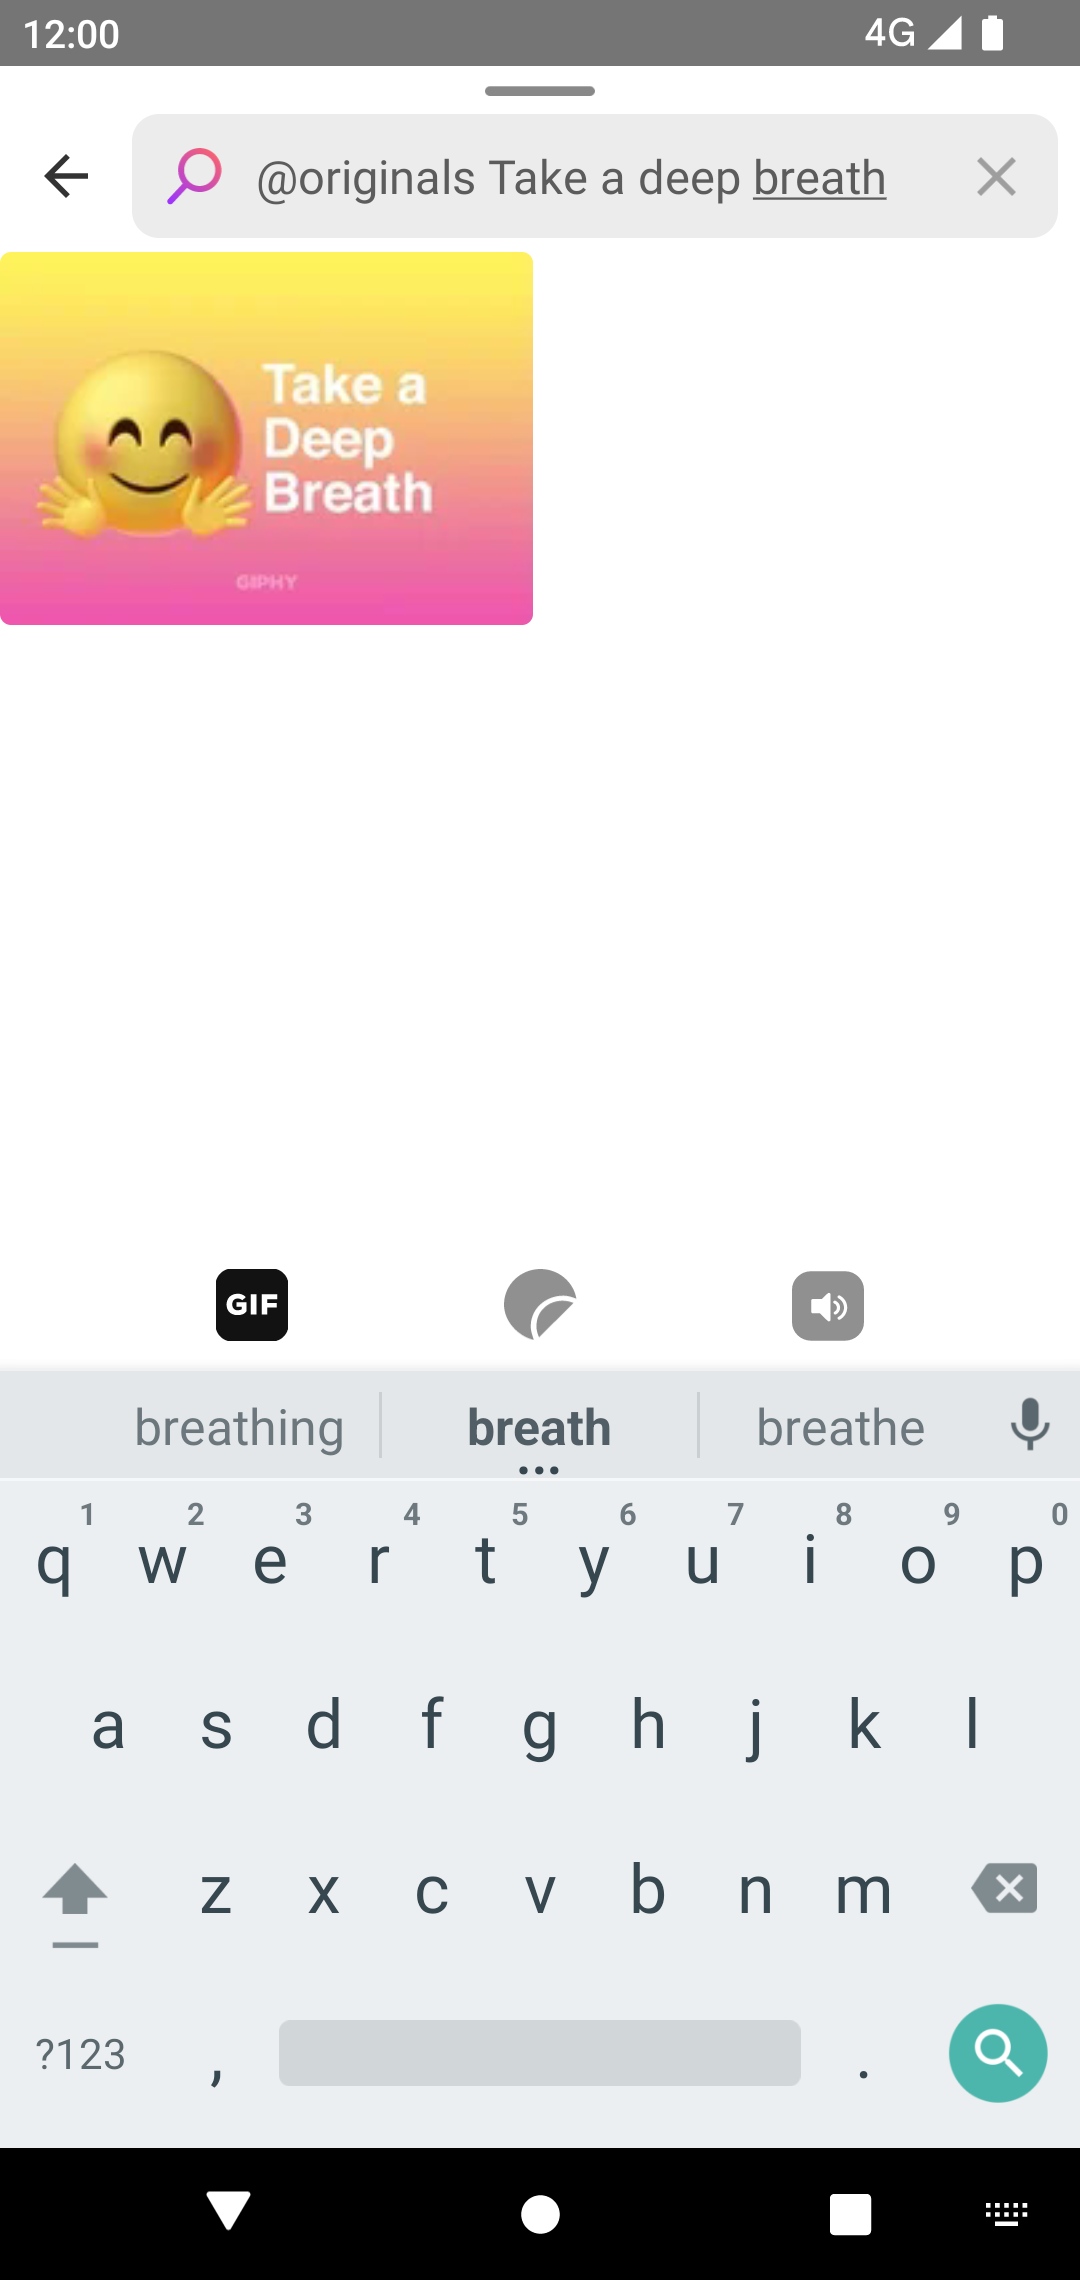 12:00
4G
@originals Take a deep breath
Take a
Deep
Breath
GIPHY
GIF
breathing
breath
breathe
1 2 3 4 5 6 7 8 9 0
q w e r t y u i o p
a s d f g h j k l
z x c v b n m
?123 , .